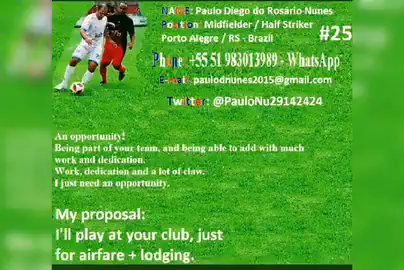 NAME: Paulo Diego do Rosário Nunes
Position: Midfielder / Half Striker
Porto Alegre / RS - Brazil
#25
Phone: +55 51 983013989 - WhatsApp
E-mail: paulodnunes2015@gmail.com
Twitter: @PauloNu29142424
An opportunity!
Being part of your team, and being able to add with much
work and dedication.
Work, dedication and a lot of claw.
I just need an opportunity.
My proposal:
I'll play at your club, just
for airfare + lodging.